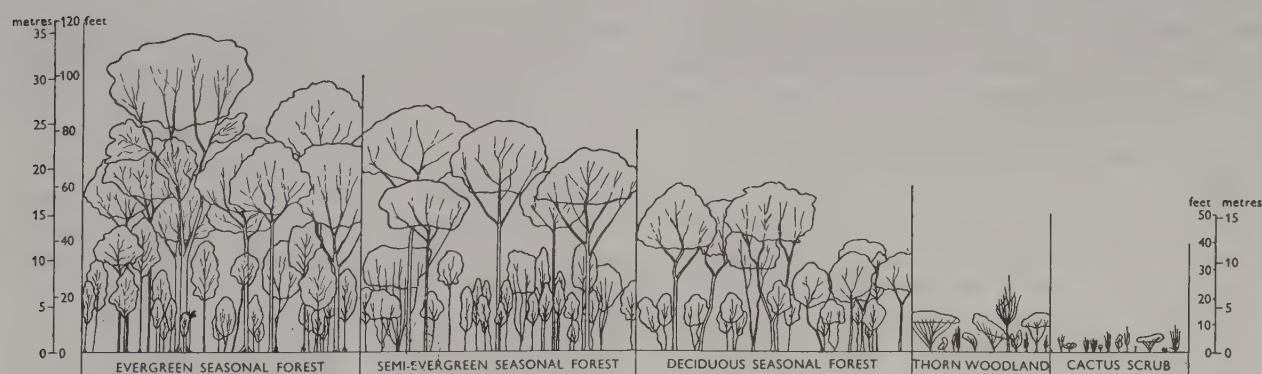 metres 120 feet
35
30 100
25 80
20 60
15
40
10
5 20
0 0
EVERGREEN SEASONAL FOREST
SEMI-EVERGREEN SEASONAL FOREST
DECIDUOUS SEASONAL FOREST
THORN WOODLAND
CACTUS SCRUB
feet metres
50 15
40
30 10
20 5
10
0 0